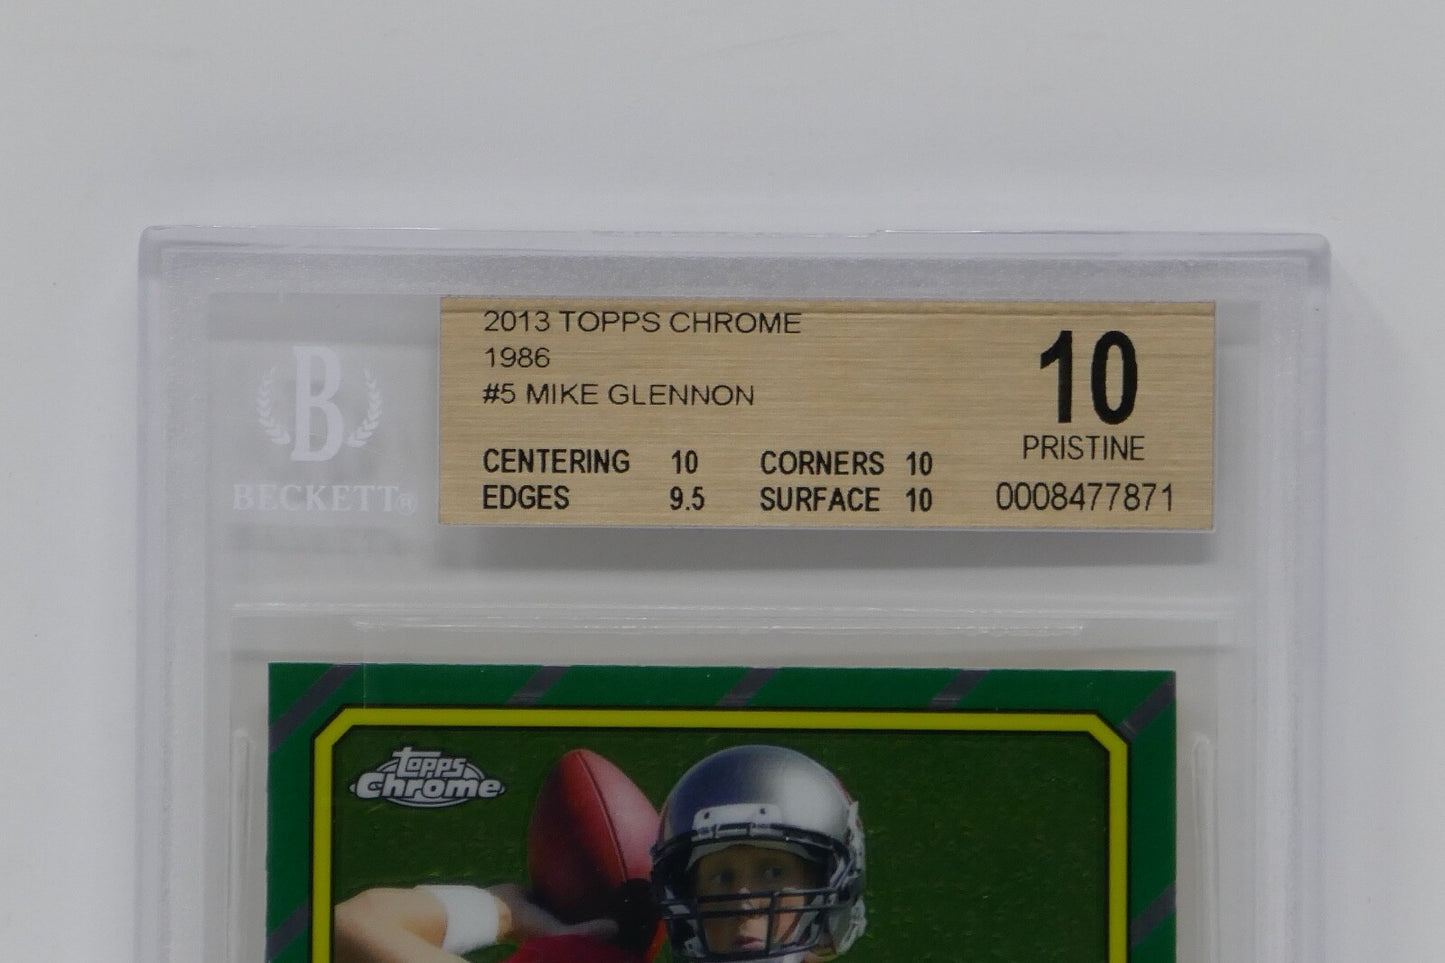 2013 TOPPS CHROME
1986
#5 MIKE GLENNON
10
PRISTINE
CENTERING 10 CORNERS 10
EDGES 9.5 SURFACE 10
0008477871
B
BECKETT®
Topps
Chrome